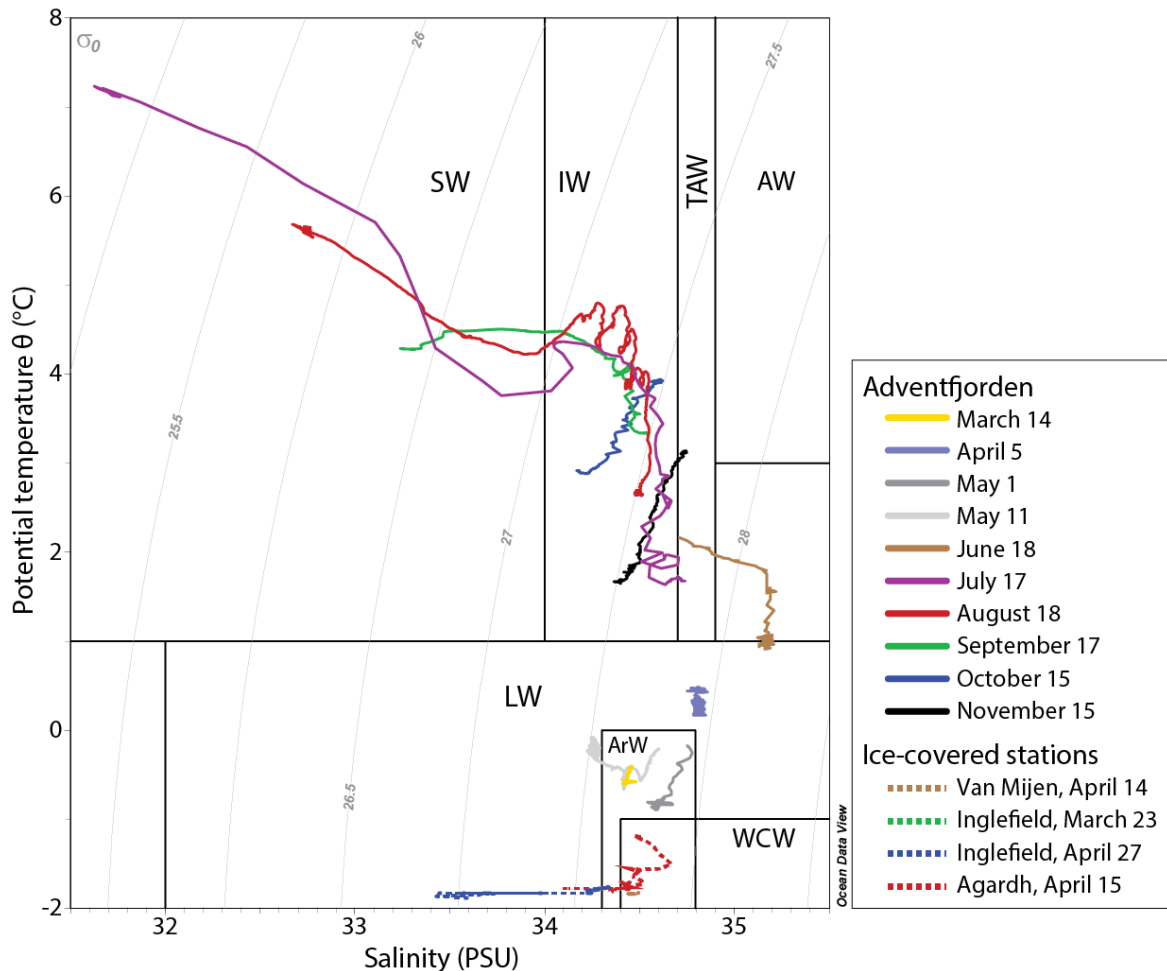 8
6
4
2
0
-2
Potential temperature θ (°C)
σ0
26
27.5
SW
IW
TAW
AW
25.5
27
28
LW
ArW
26.5
WCW
32
33
34
35
Salinity (PSU)
Ocean Data View
Adventfjorden
March 14
April 5
May 1
May 11
June 18
July 17
August 18
September 17
October 15
November 15
Ice-covered stations
Van Mijen, April 14
Inglefield, March 23
Inglefield, April 27
Agardh, April 15